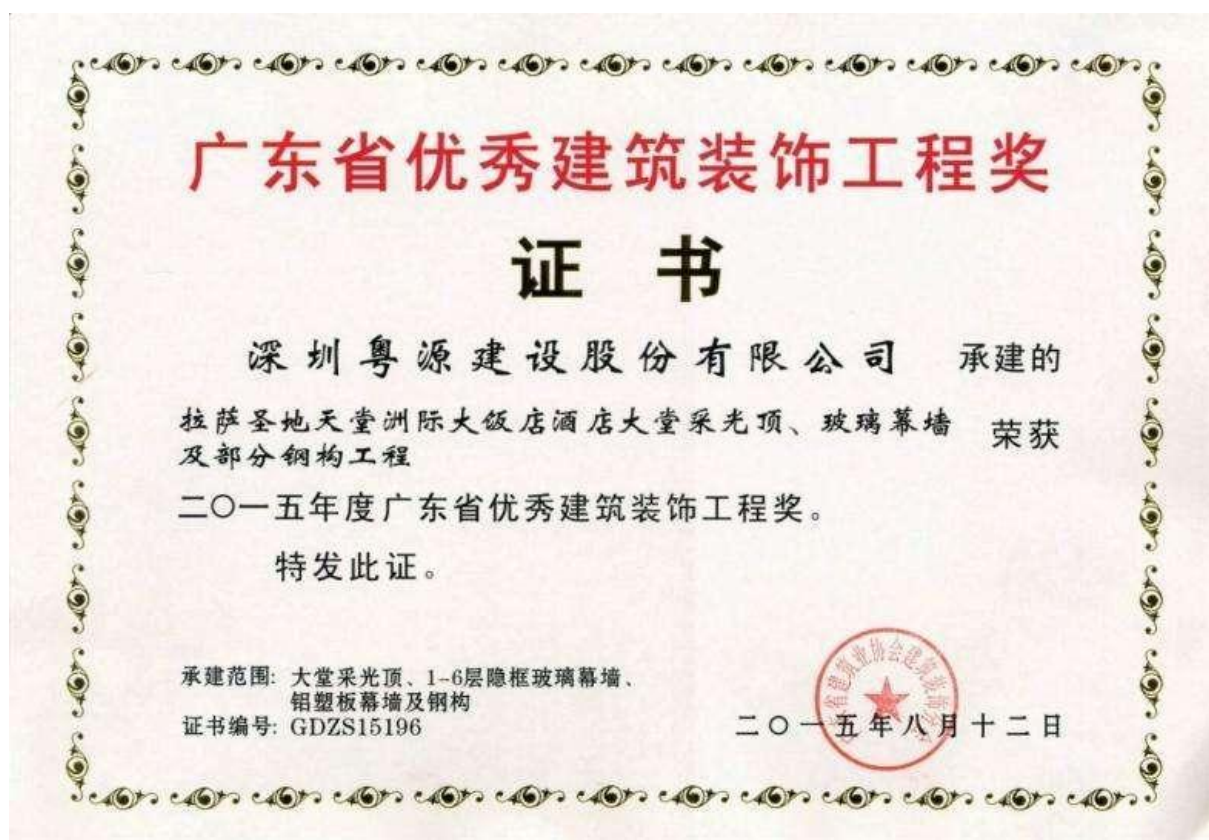 广东省优秀建筑装饰工程奖
证 书
深圳粤源建设股份有限公司 承建的
拉萨圣地天堂洲际大饭店酒店大堂采光顶、玻璃幕墙 荣获
及部分钢构工程
二〇一五年度广东省优秀建筑装饰工程奖。
特发此证。
承建范围: 大堂采光顶、1-6层隐框玻璃幕墙、
铝塑板幕墙及钢构
证书编号: GDZS15196
二〇一五年八月十二日